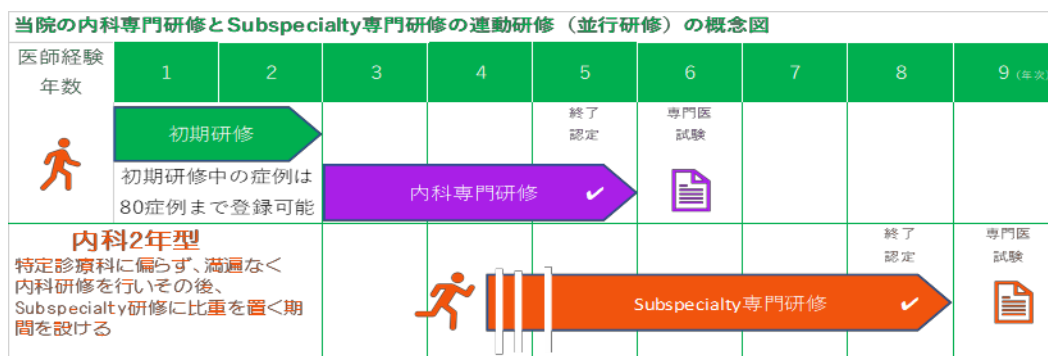 当院の内科専門研修とSubspecialty専門研修の連動研修（並行研修）の概念図
医師経験
年数
1
2
3
4
5
6
7
8
9（年次）
初期研修
終了
認定
専門医
試験
初期研修中の症例は
80症例まで登録可能
内科専門研修
内科2年型
特定診療科に偏らず、満遍なく
内科研修を行いその後、
Subspecialty研修に比重を置く期
間を設ける
終了
認定
専門医
試験
Subspecialty専門研修